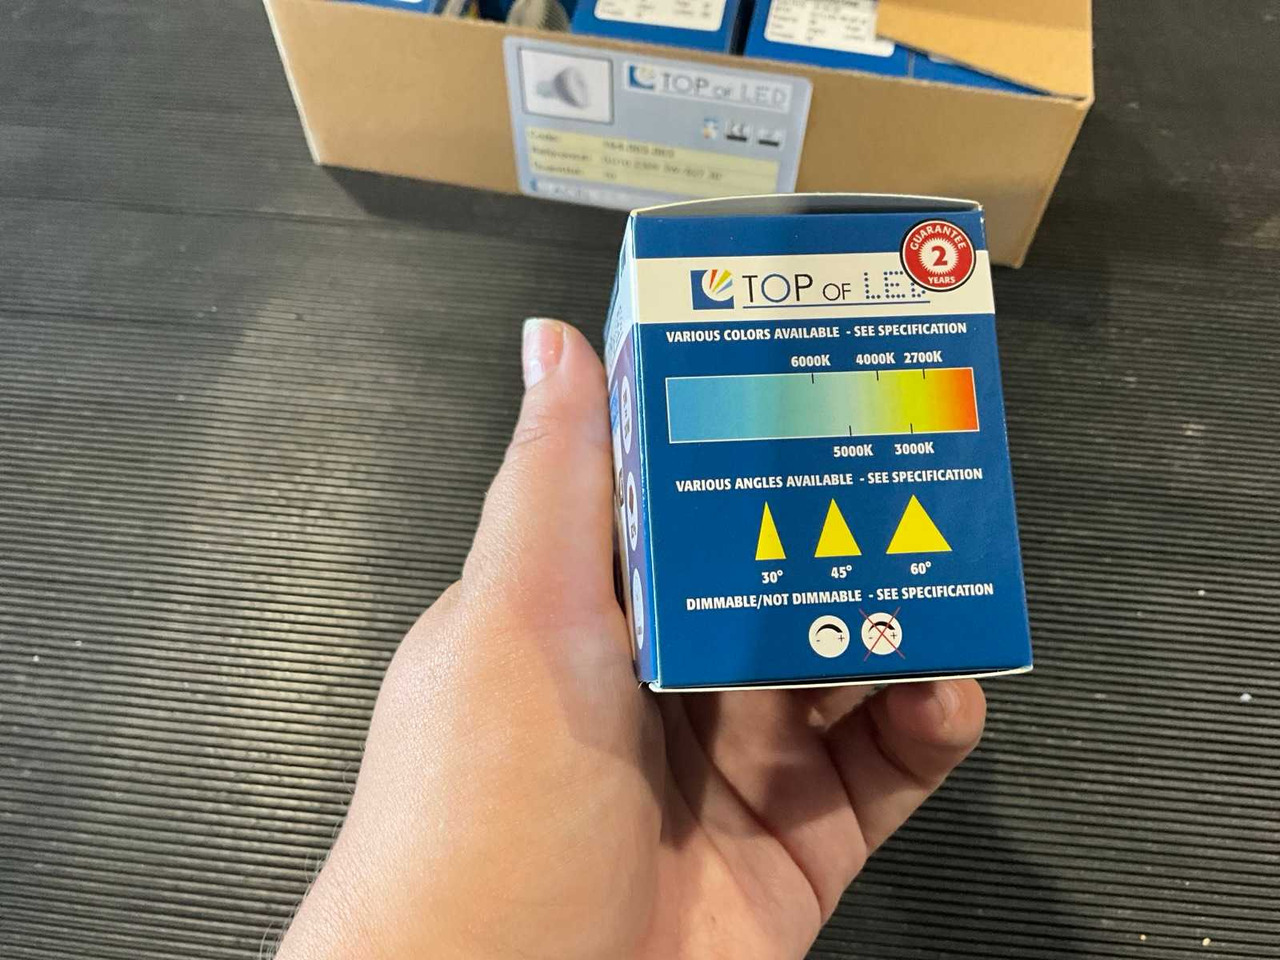 TOP OF LED
Quantité:
GUARANTEE
2
YEARS
TOP OF LED
VARIOUS COLORS AVAILABLE - SEE SPECIFICATION
6000K 4000K 2700K
5000K 3000K
VARIOUS ANGLES AVAILABLE - SEE SPECIFICATION
30° 45° 60°
DIMMABLE/NOT DIMMABLE - SEE SPECIFICATION
- + - +